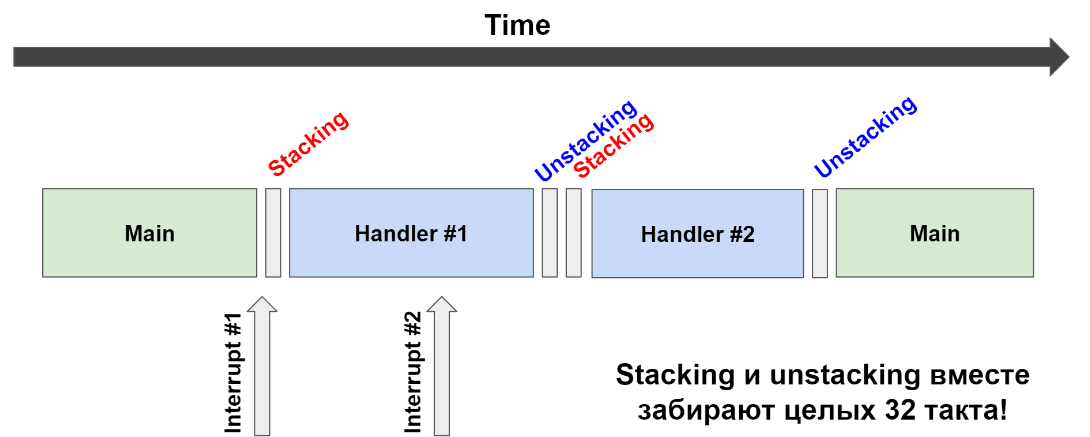 Time
Stacking
Unstacking
Stacking
Unstacking
Main
Handler #1
Handler #2
Main
Interrupt #1
Interrupt #2
Stacking и unstacking вместе
забирают целых 32 такта!